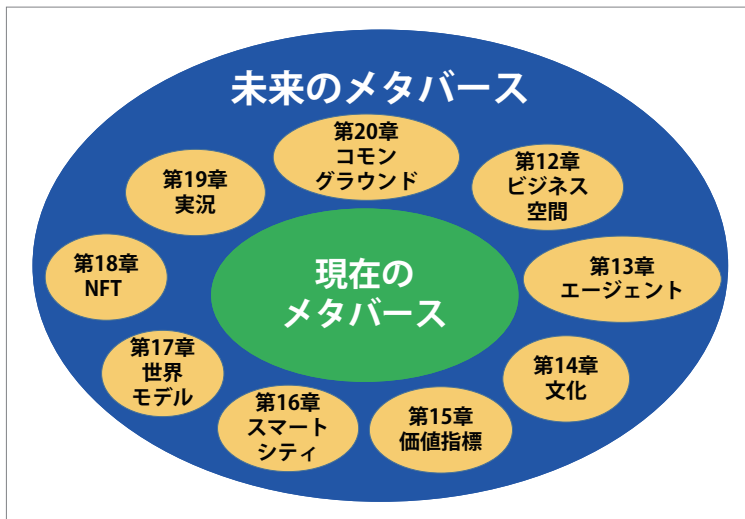 未来のメタバース
第20章
コモン
グラウンド
第12章
ビジネス
空間
第13章
エージェント
第14章
文化
第15章
価値指標
第16章
スマート
シティ
第17章
世界
モデル
第18章
NFT
第19章
実況
現在の
メタバース